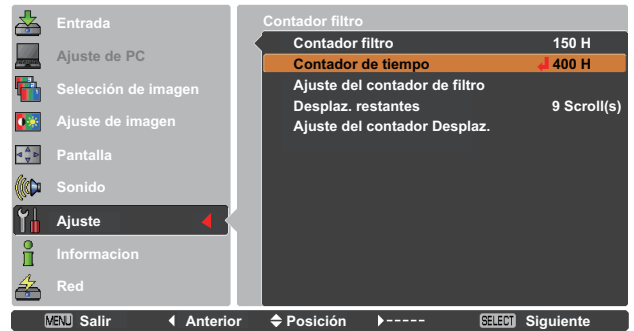 Entrada
Ajuste de PC
Selección de imagen
Ajuste de imagen
Pantalla
Sonido
Ajuste
Informacion
Red
Contador filtro
Contador filtro 150 H
Contador de tiempo 400 H
Ajuste del contador de filtro
Desplaz. restantes 9 Scroll(s)
Ajuste del contador Desplaz.
MENU Salir Anterior Posición ----- SELECT Siguiente